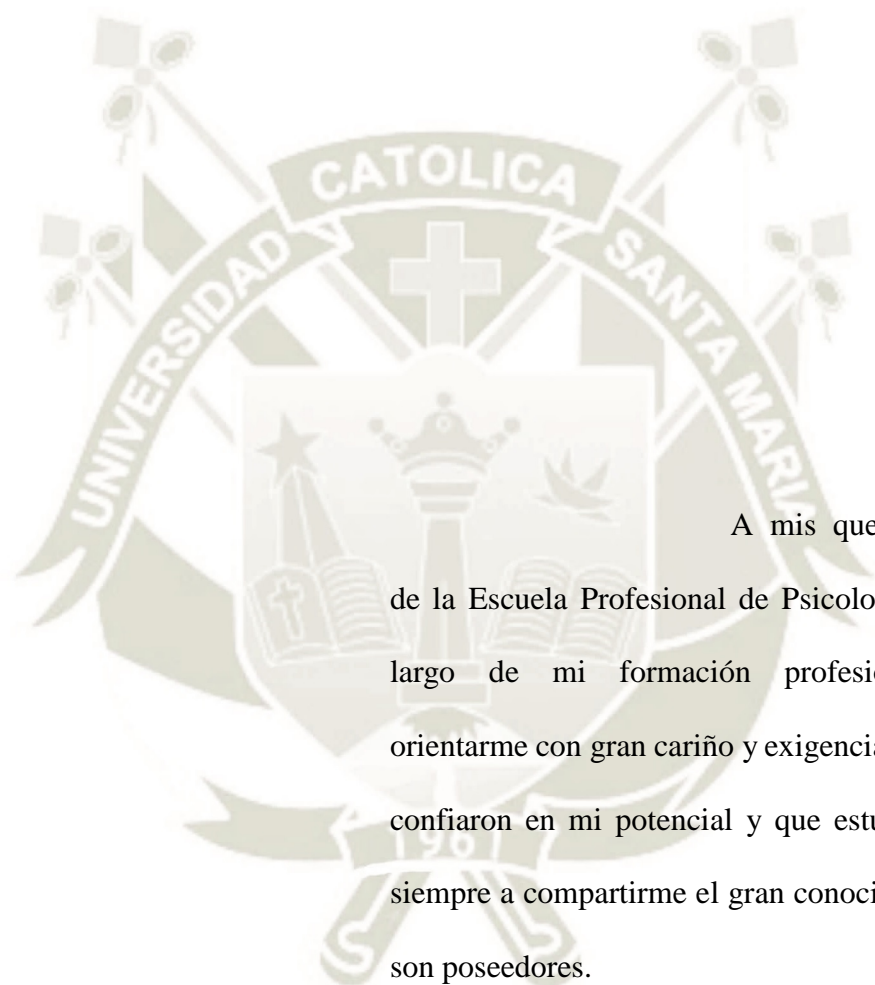 UNIVERSIDAD CATOLICA SANTA MARIA
A mis que
de la Escuela Profesional de Psicolo
largo de mi formación profesi
orientarme con gran cariño y exigencia
confiaron en mi potencial y que estu
siempre a compartirme el gran conoci
son poseedores.
196